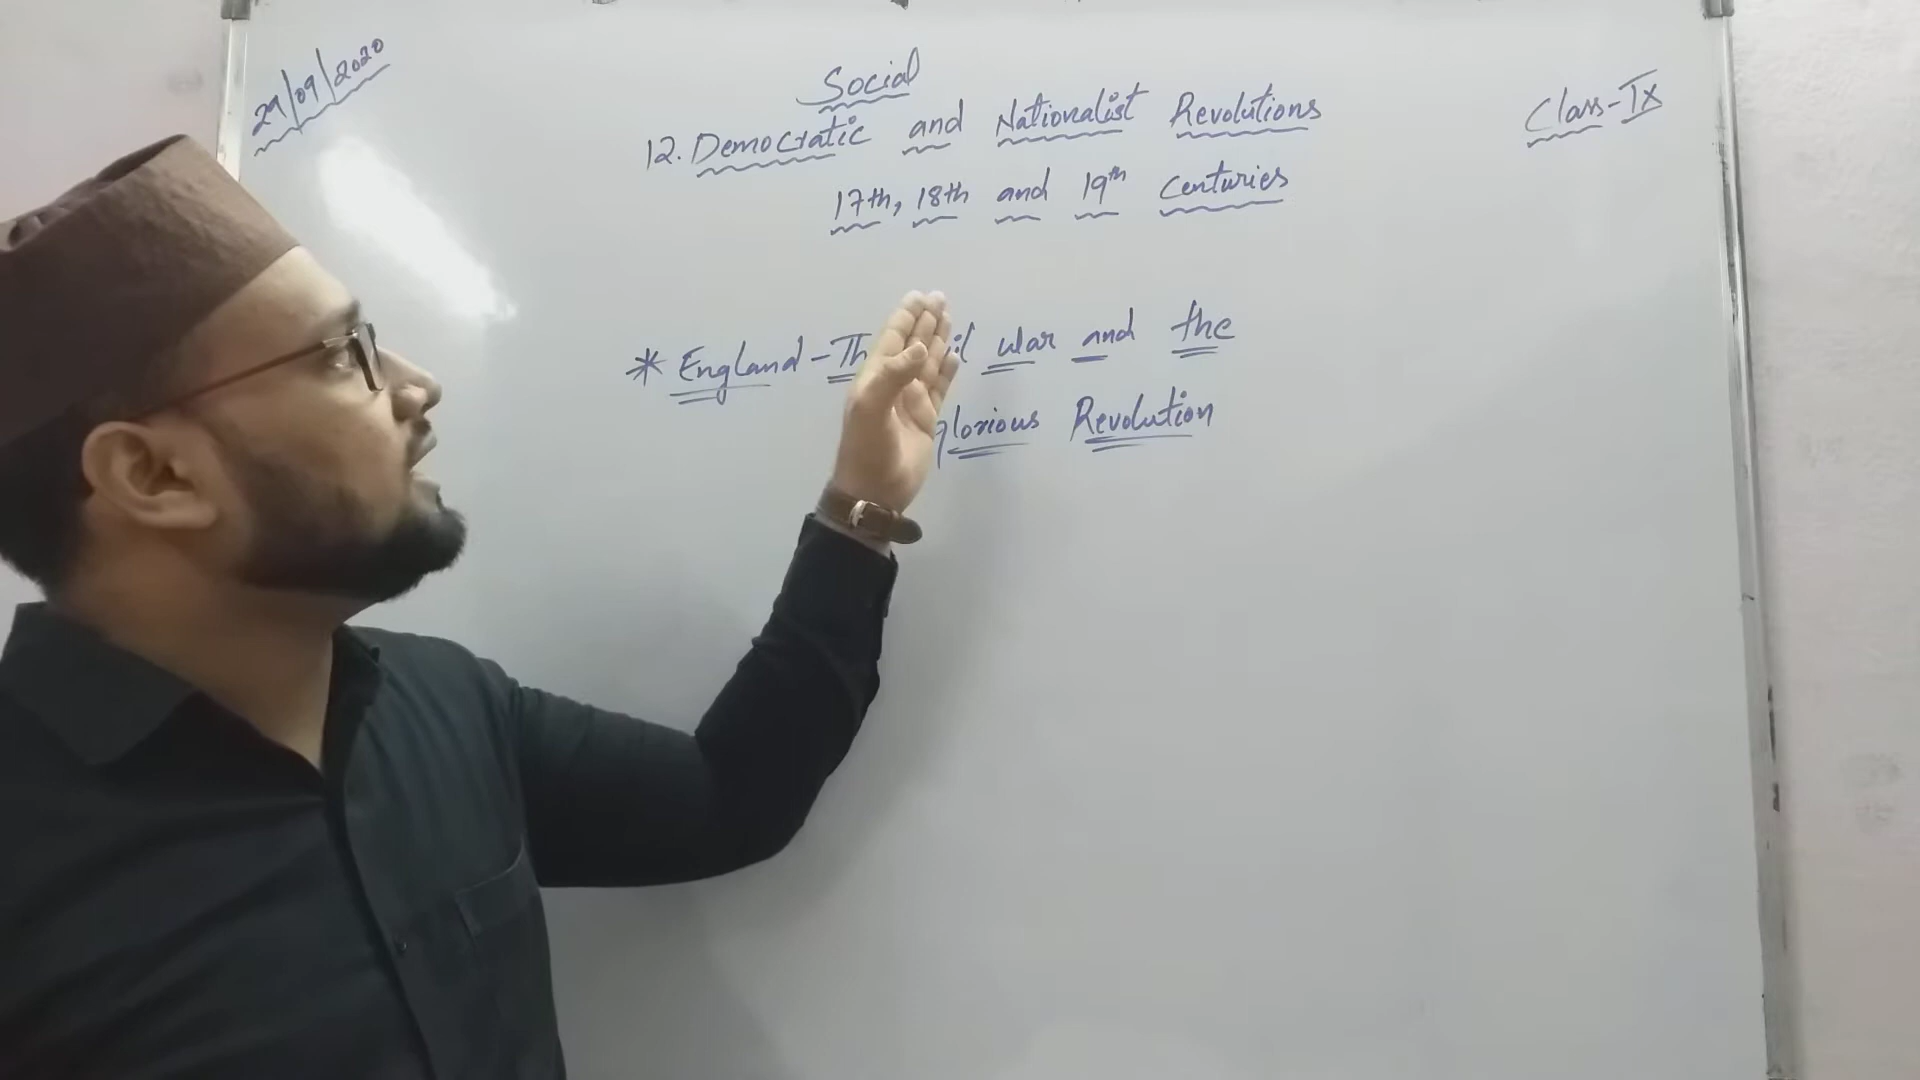 29/09/2020
Social
Class-IX
12. Democratic and Nationalist Revolutions
17th, 18th and 19th Centuries
* England - Th il war and the
glorious Revolution